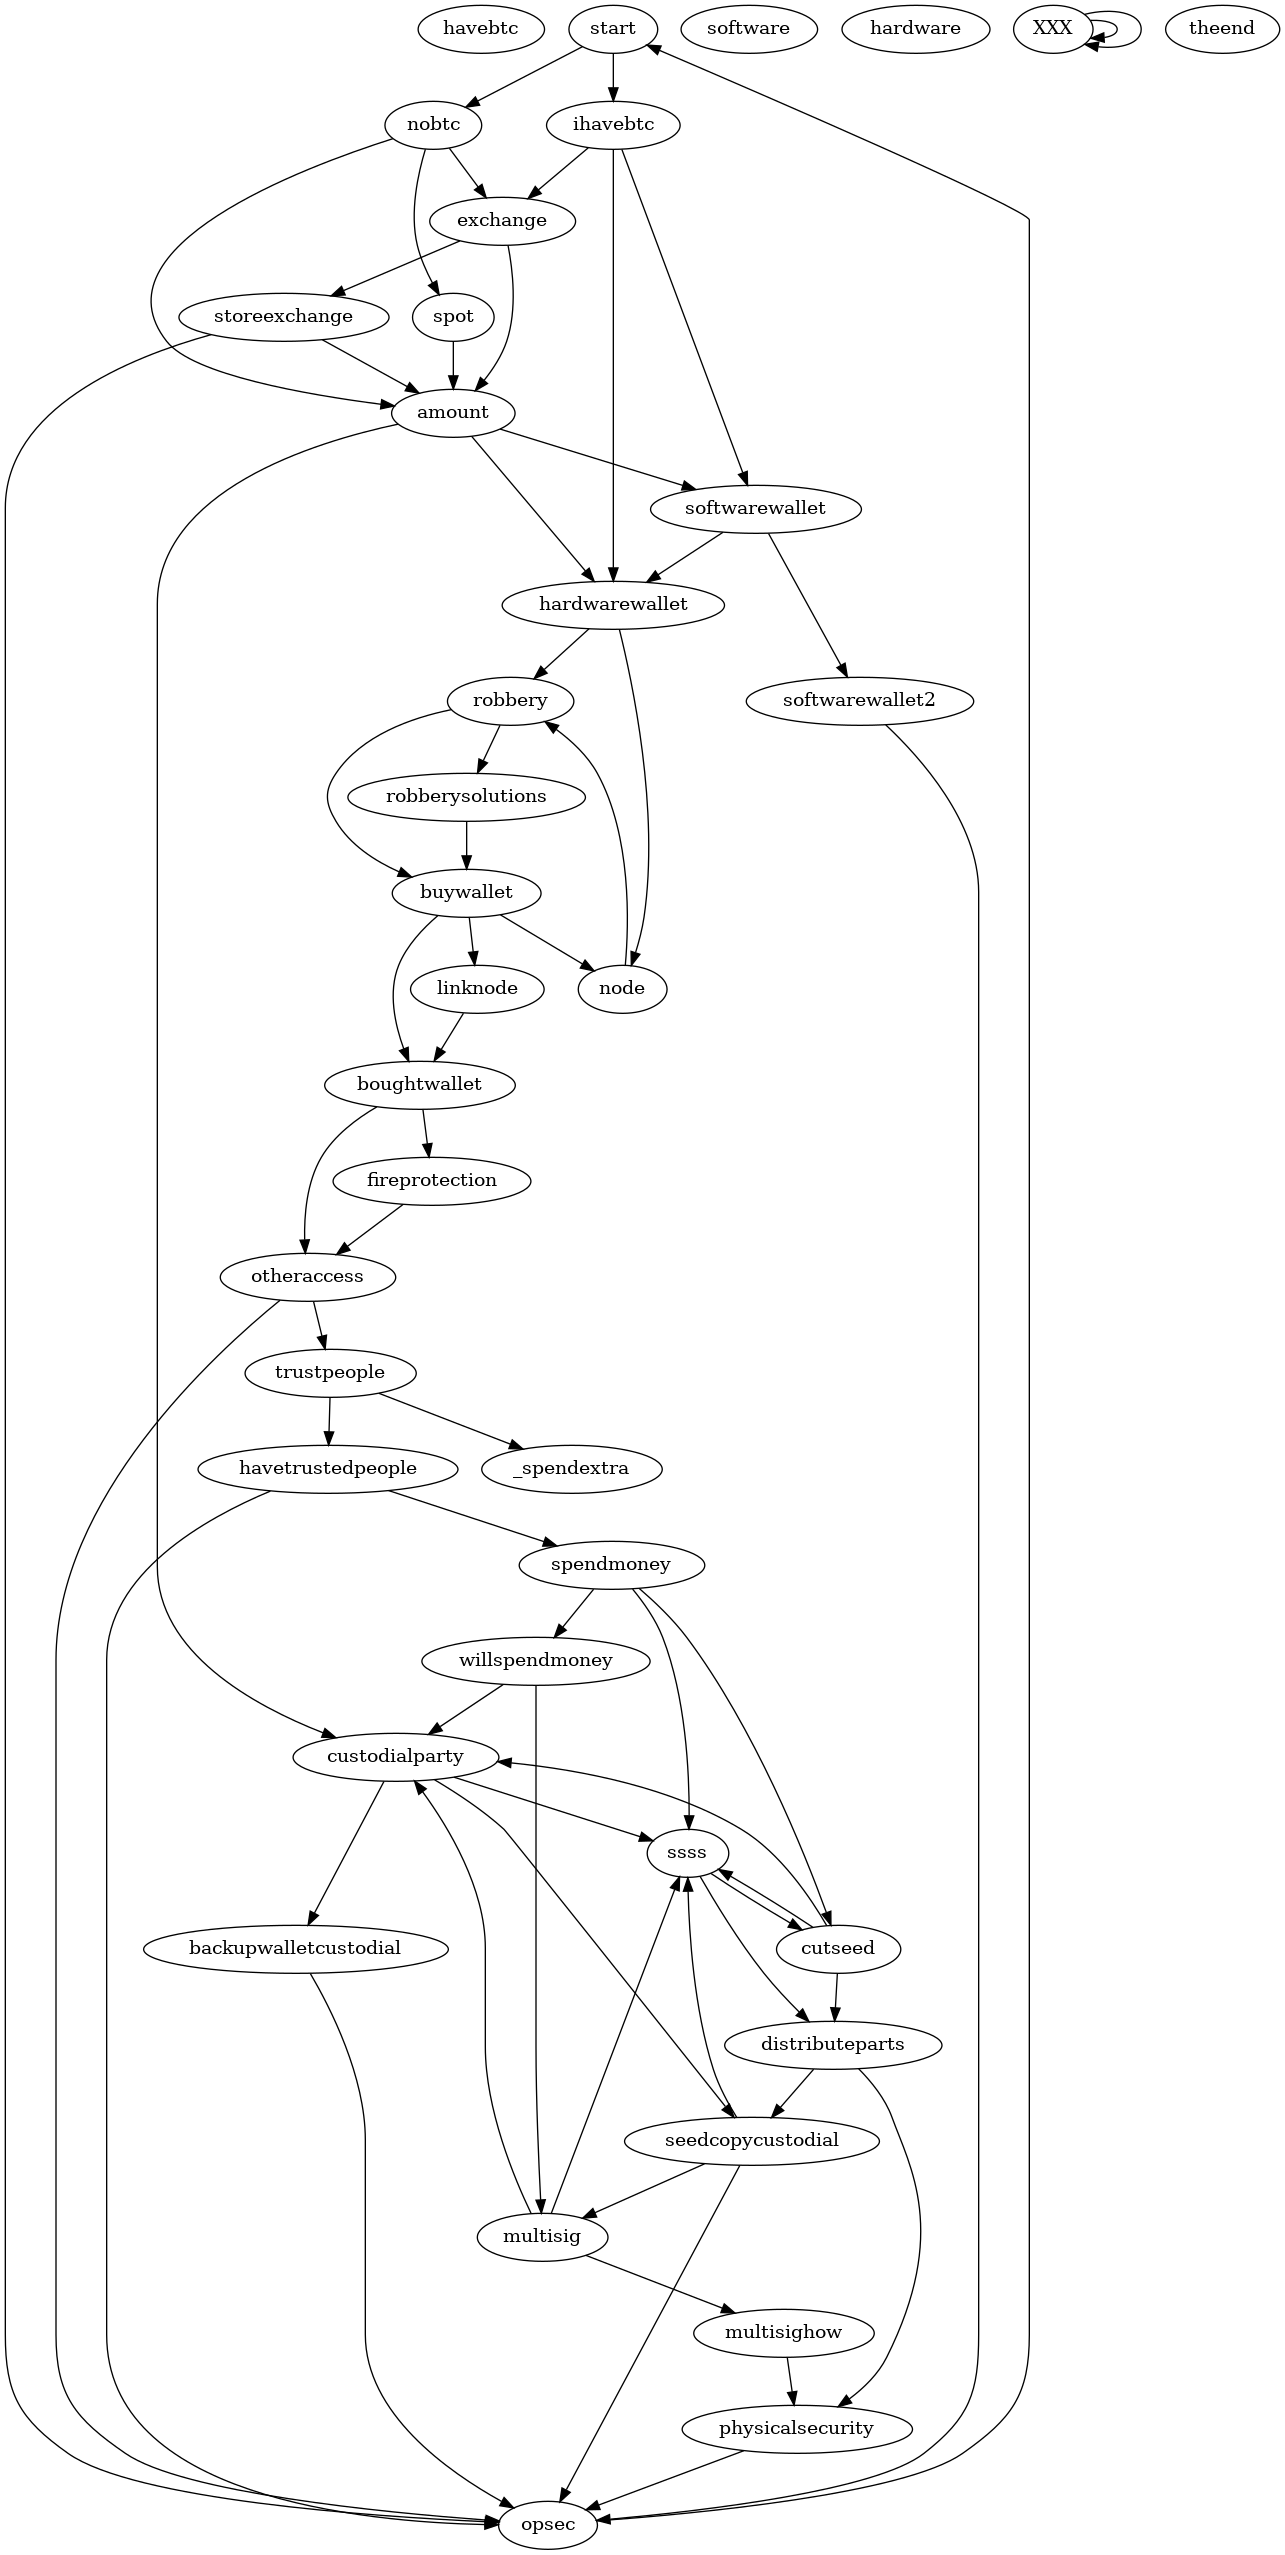 havebtc
start
software
hardware
XXX
theend
nobtc
ihavebtc
exchange
storeexchange
spot
amount
softwarewallet
hardwarewallet
robbery
softwarewallet2
robberysolutions
buywallet
linknode
node
boughtwallet
fireprotection
otheraccess
trustpeople
havetrustedpeople
_spendextra
spendmoney
willspendmoney
custodialparty
ssss
backupwalletcustodial
cutseed
distributeparts
seedcopycustodial
multisig
multisighow
physicalsecurity
opsec